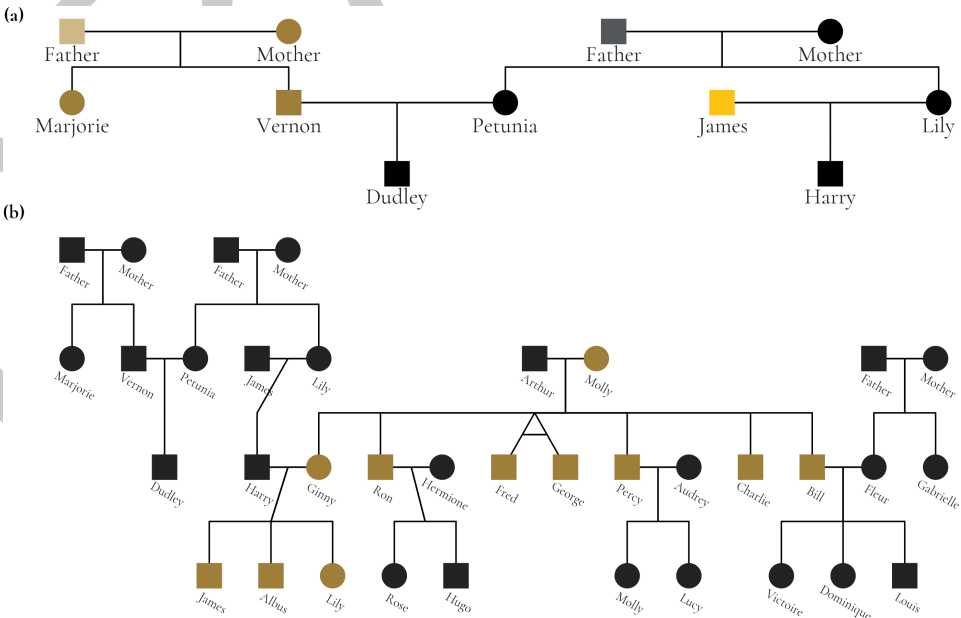 (a)
Father Mother Father Mother
Marjorie Vernon Petunia James Lily
Dudley Harry
(b)
Father Mother Father Mother
Marjorie Vernon Petunia James Lily Arthur Molly Father Mother
Dudley Harry Ginny Ron Hermione Fred George Percy Audrey Charlie Bill Fleur Gabrielle
James Albus Lily Rose Hugo Molly Lucy Victoire Dominique Louis